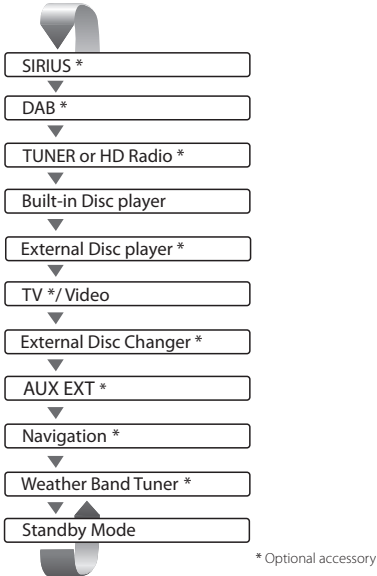 SIRIUS *
DAB *
TUNER or HD Radio *
Built-in Disc player
External Disc player *
TV */ Video
External Disc Changer *
AUX EXT *
Navigation *
Weather Band Tuner *
Standby Mode
* Optional accessory